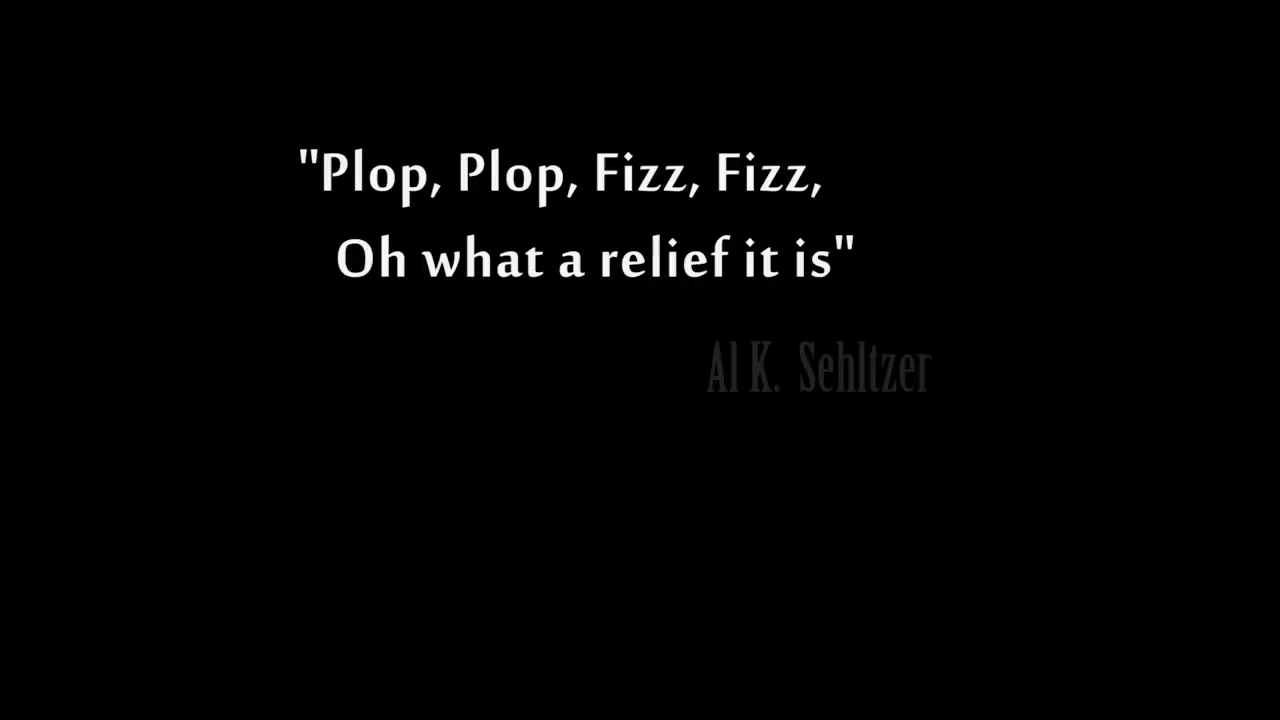 "Plop, Plop, Fizz, Fizz,
Oh what a relief it is"
Al K. Sehltzer